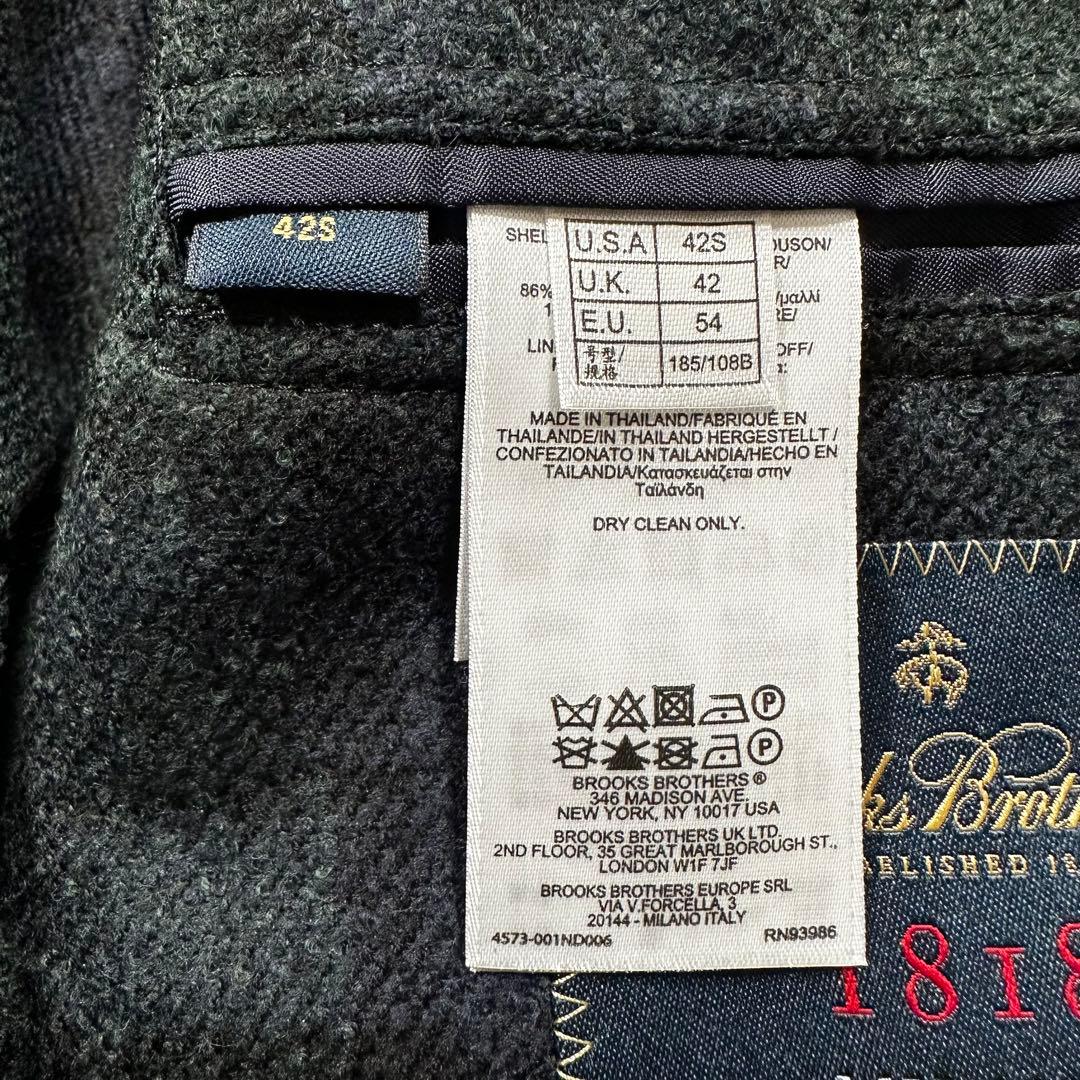 42S
U.S.A 42S
U.K. 42
E.U. 54
号型/規格 185/108B
SHEL
OUSON/
R/
86%
/μαλλί
RE/
LIN
OFF/
MADE IN THAILAND/FABRIQUÉ EN
THAILANDE/IN THAILAND HERGESTELLT /
CONFEZIONATO IN TAILANDIA/HECHO EN
TAILANDIA/Κατασκευάζεται στην
Ταϊλάνδη
DRY CLEAN ONLY.
P
P
BROOKS BROTHERS ®
346 MADISON AVE.
NEW YORK, NY 10017 USA
BROOKS BROTHERS UK LTD.
2ND FLOOR, 35 GREAT MARLBOROUGH ST.,
LONDON W1F 7JF
BROOKS BROTHERS EUROPE SRL
VIA V.FORCELLA, 3
20144 - MILANO ITALY
4573-001ND006 RN93986
ks Broth
BLISHED 18
1818